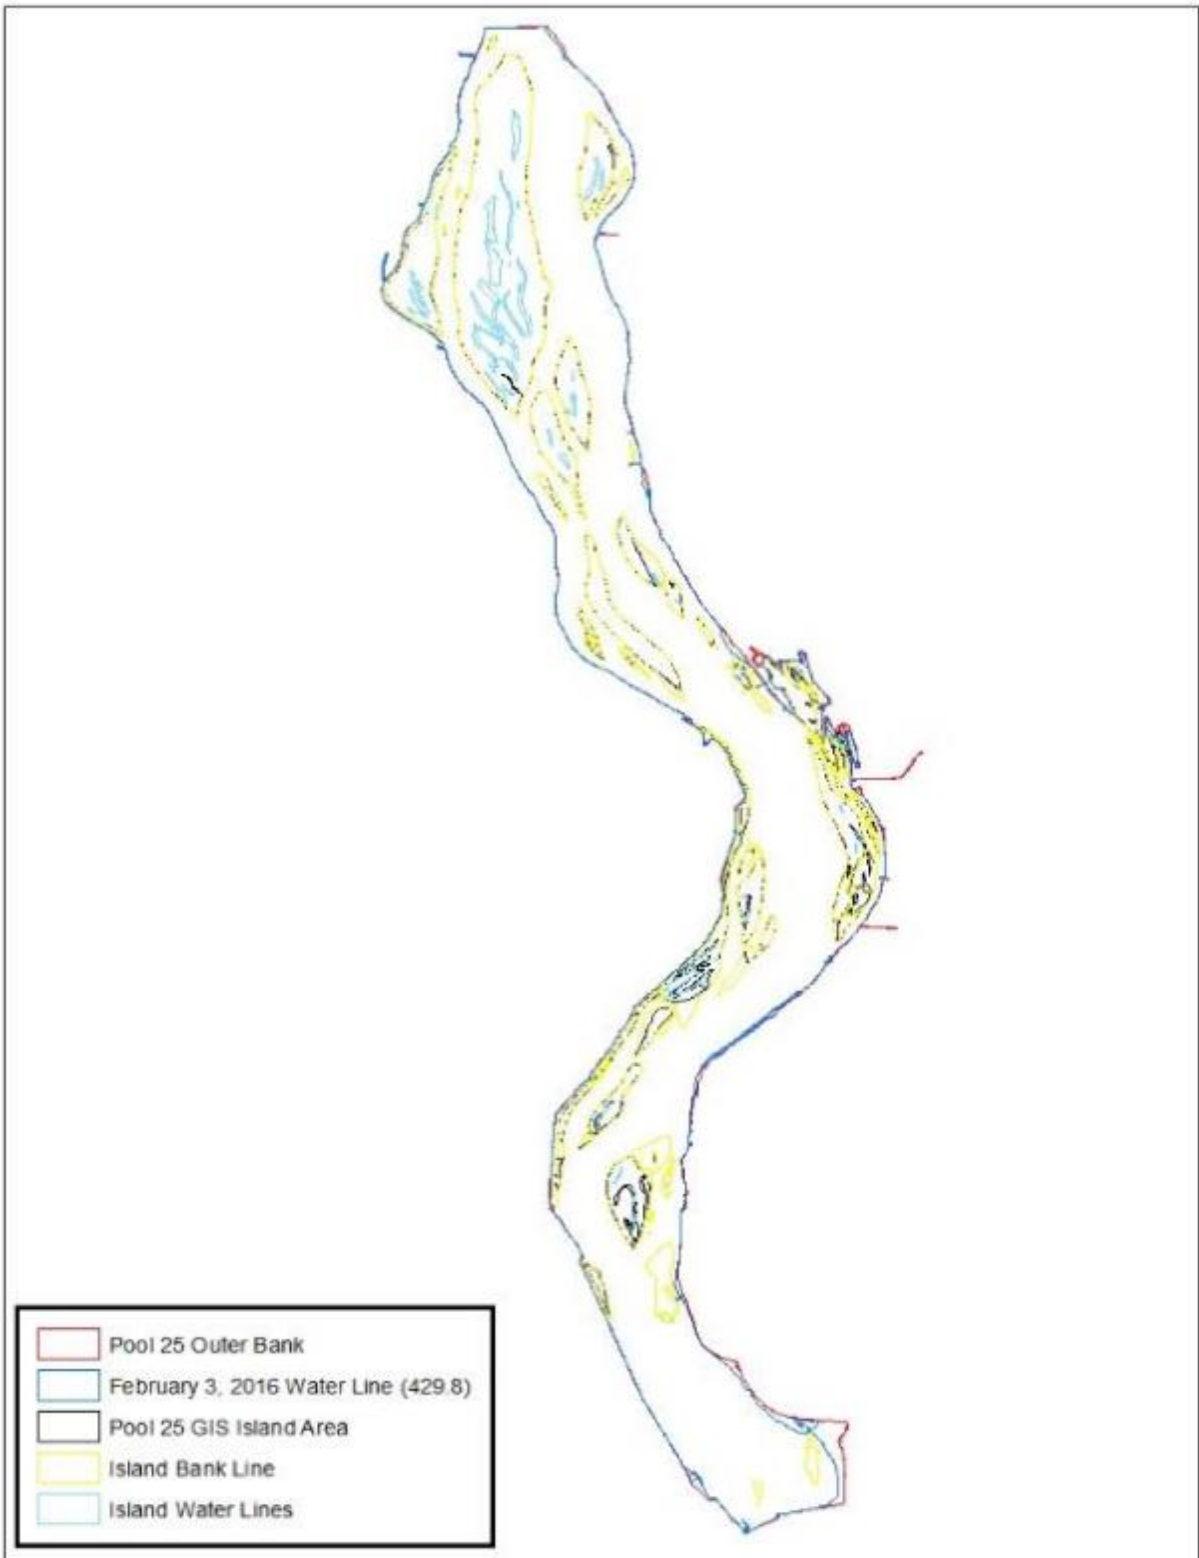 Pool 25 Outer Bank
February 3, 2016 Water Line (429.8)
Pool 25 GIS Island Area
Island Bank Line
Island Water Lines